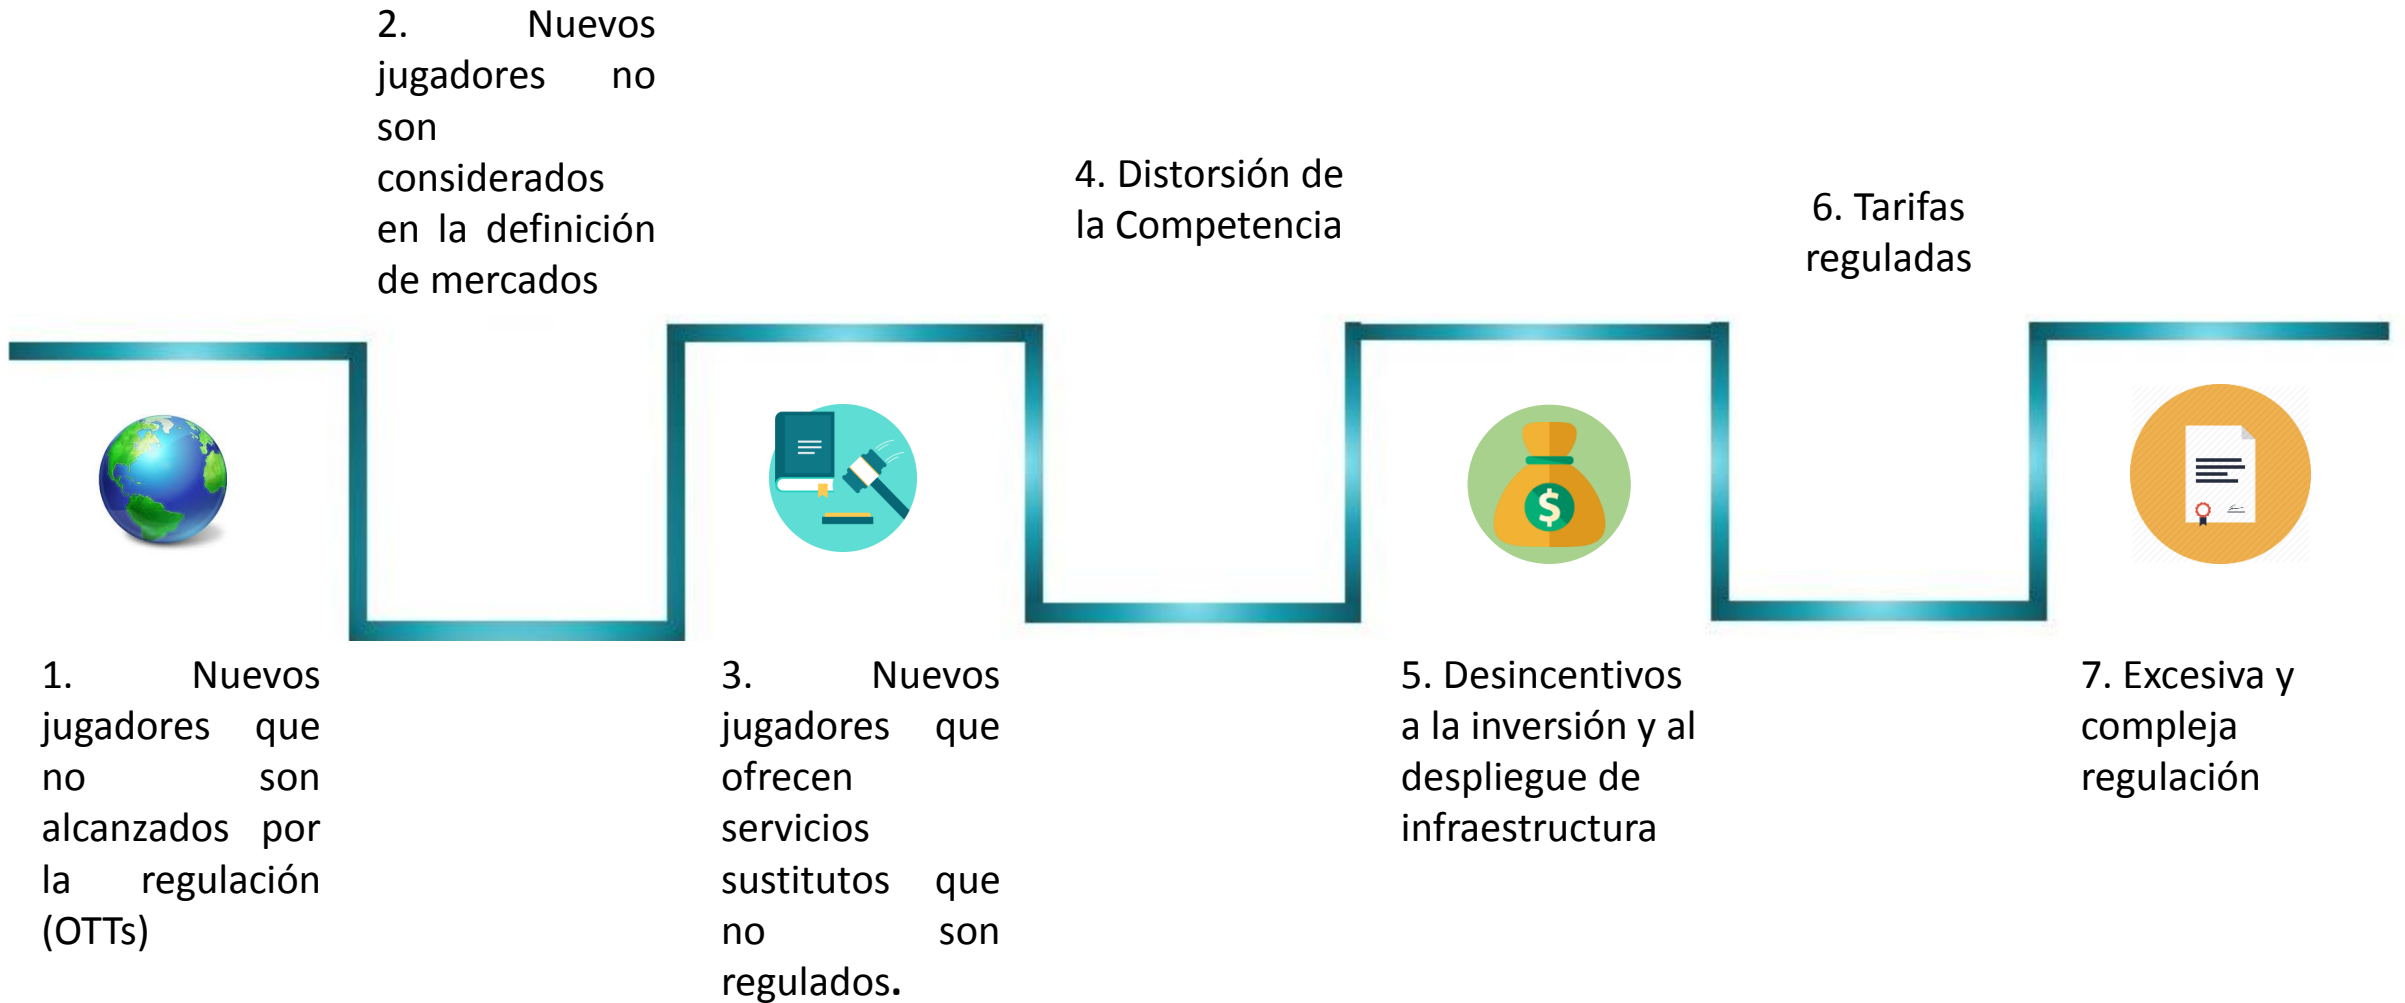 1. Nuevos
jugadores que
no son
alcanzados por
la regulación
(OTTs)
2. Nuevos
jugadores no
son
considerados
en la definición
de mercados
3. Nuevos
jugadores que
ofrecen
servicios
sustitutos que
no son
regulados.
4. Distorsión de
la Competencia
5. Desincentivos
a la inversión y al
despliegue de
infraestructura
6. Tarifas
reguladas
7. Excesiva y
compleja
regulación
$